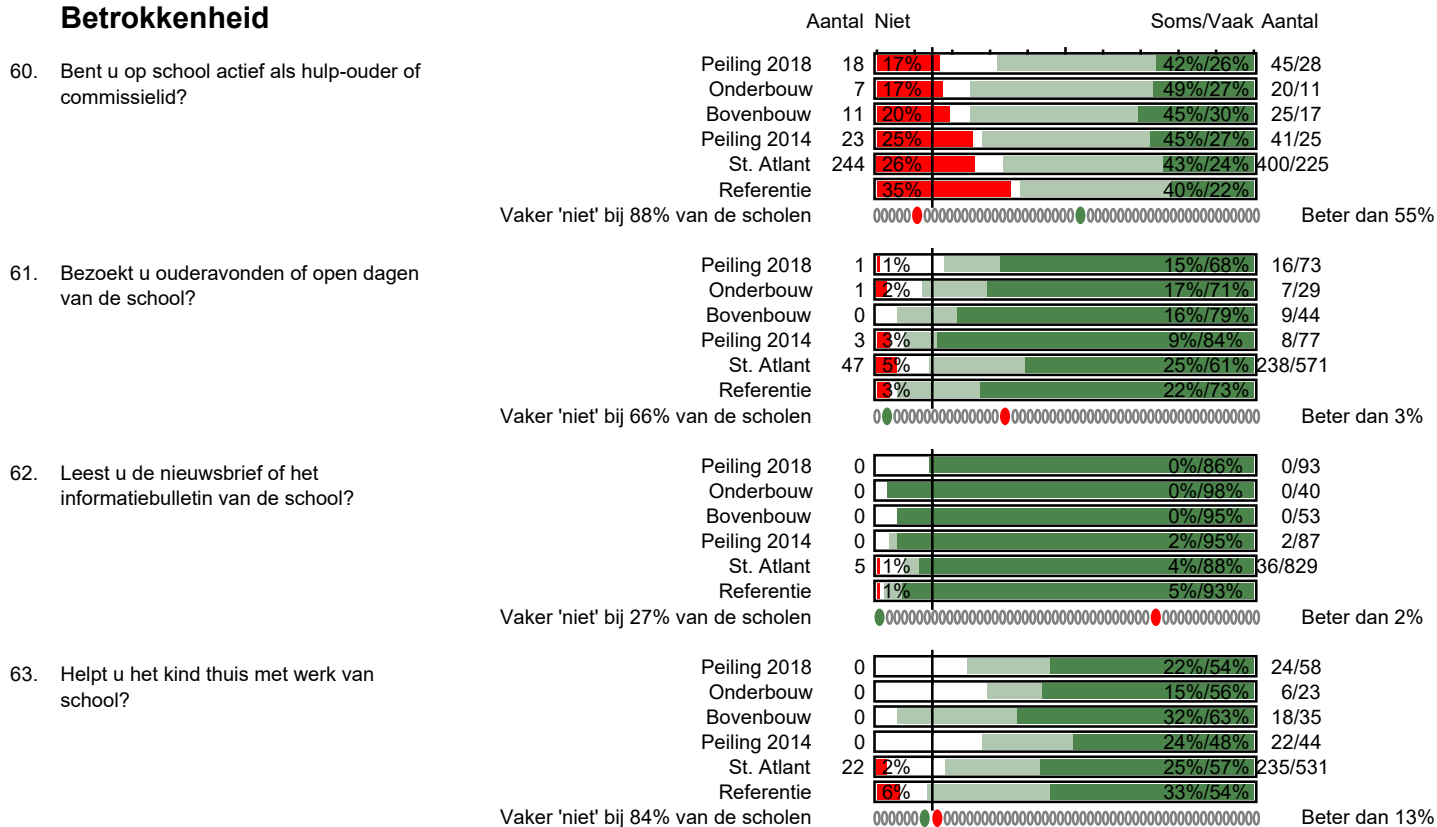 Betrokkenheid
Aantal Niet Soms/Vaak Aantal
60. Bent u op school actief als hulp-ouder of
commissielid?
Peiling 2018 18 17% 42%/26% 45/28
Onderbouw 7 17% 49%/27% 20/11
Bovenbouw 11 20% 45%/30% 25/17
Peiling 2014 23 25% 45%/27% 41/25
St. Atlant 244 26% 43%/24% 400/225
Referentie 35% 40%/22%
Vaker 'niet' bij 88% van de scholen Beter dan 55%
61. Bezoekt u ouderavonden of open dagen
van de school?
Peiling 2018 1 1% 15%/68% 16/73
Onderbouw 1 2% 17%/71% 7/29
Bovenbouw 0 16%/79% 9/44
Peiling 2014 3 3% 9%/84% 8/77
St. Atlant 47 5% 25%/61% 238/571
Referentie 3% 22%/73%
Vaker 'niet' bij 66% van de scholen Beter dan 3%
62. Leest u de nieuwsbrief of het
informatiebulletin van de school?
Peiling 2018 0 0%/86% 0/93
Onderbouw 0 0%/98% 0/40
Bovenbouw 0 0%/95% 0/53
Peiling 2014 0 2%/95% 2/87
St. Atlant 5 1% 4%/88% 36/829
Referentie 1% 5%/93%
Vaker 'niet' bij 27% van de scholen Beter dan 2%
63. Helpt u het kind thuis met werk van
school?
Peiling 2018 0 22%/54% 24/58
Onderbouw 0 15%/56% 6/23
Bovenbouw 0 32%/63% 18/35
Peiling 2014 0 24%/48% 22/44
St. Atlant 22 2% 25%/57% 235/531
Referentie 6% 33%/54%
Vaker 'niet' bij 84% van de scholen Beter dan 13%